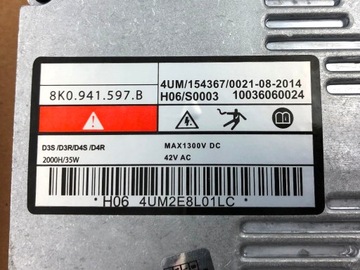 8K0.941.597.B
4UM/154367/0021-08-2014
H06/S0003 10036060024
D3S /D3R/D4S /D4R
2000H/35W
MAX1300V DC
42V AC
*H06 4UM2E8L01LC*